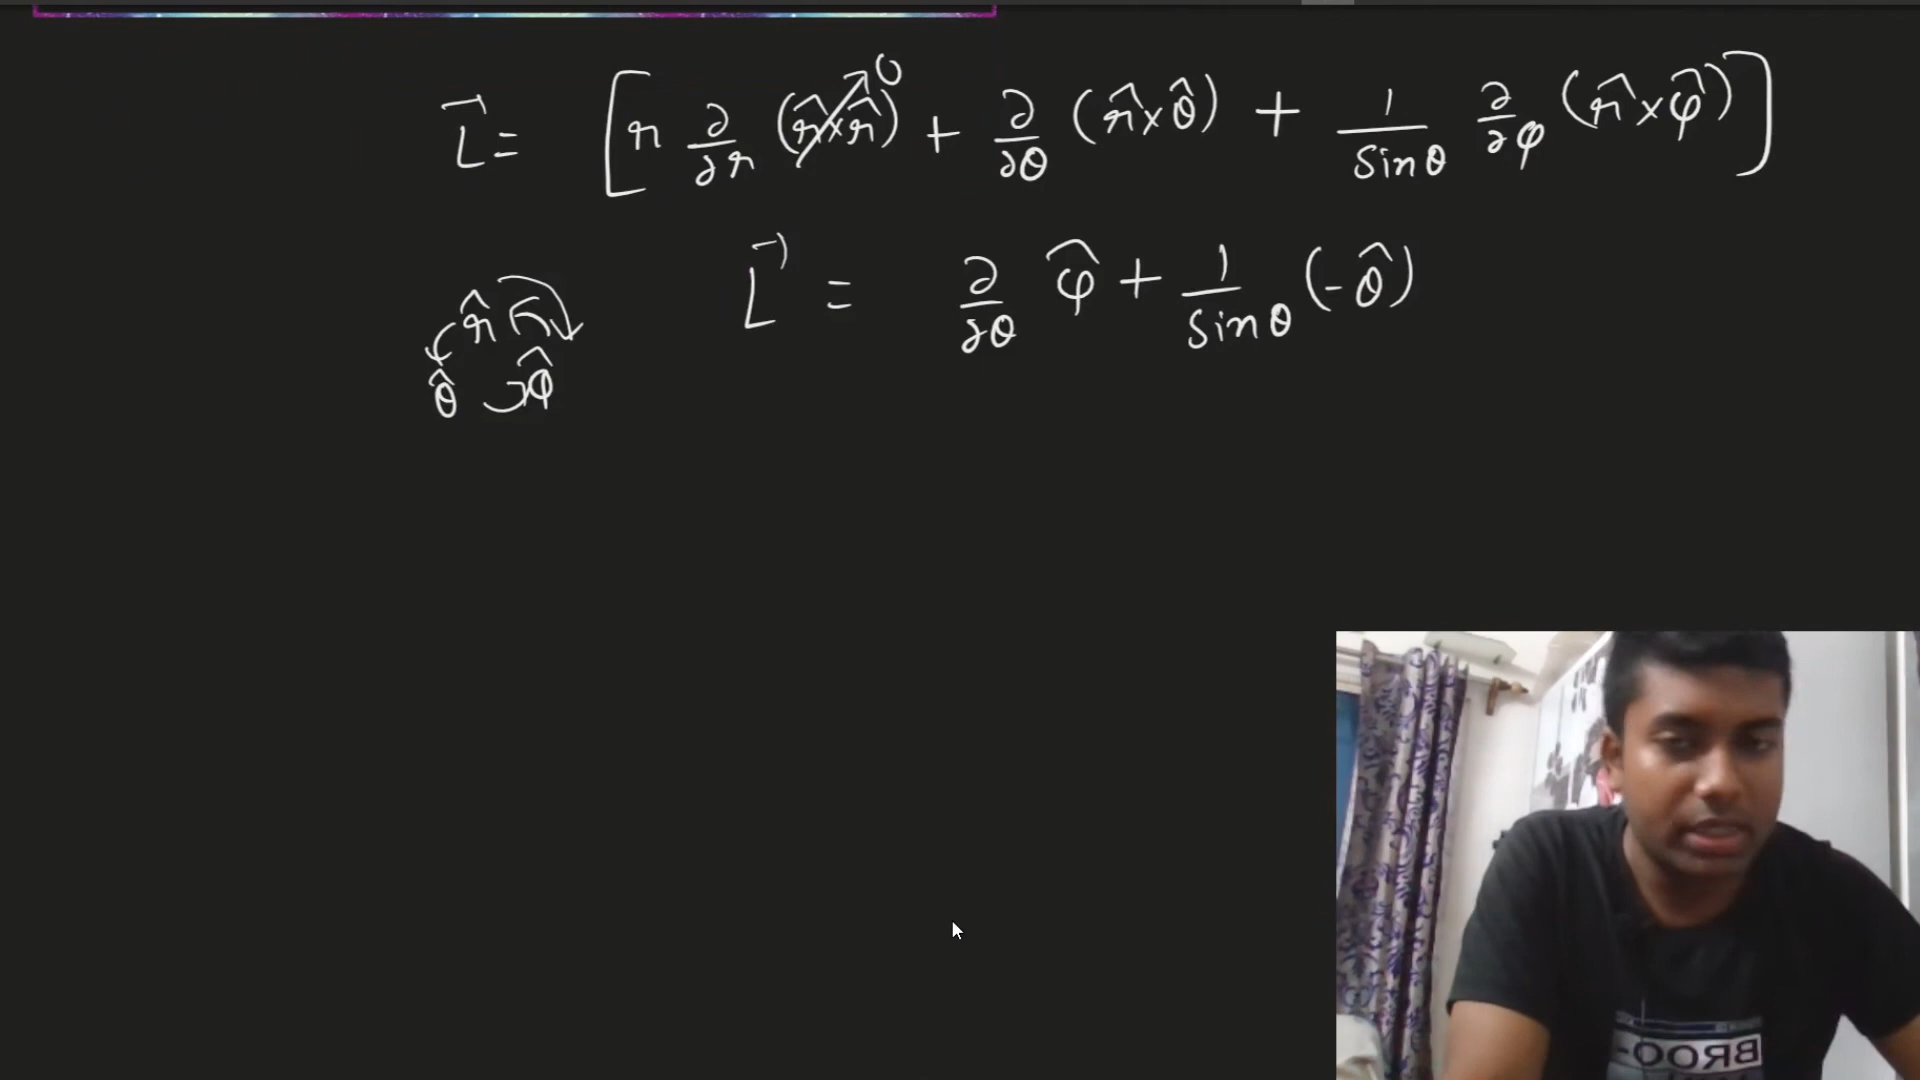 L⃗ = [ r ∂/∂r (r̂×r̂)→0 + ∂/∂θ (r̂×θ̂) + 1/Sinθ ∂/∂φ (r̂×φ̂) ]
L⃗ = ∂/∂θ φ̂ + 1/Sinθ (-θ̂)
r̂
θ̂ φ̂
BROO-